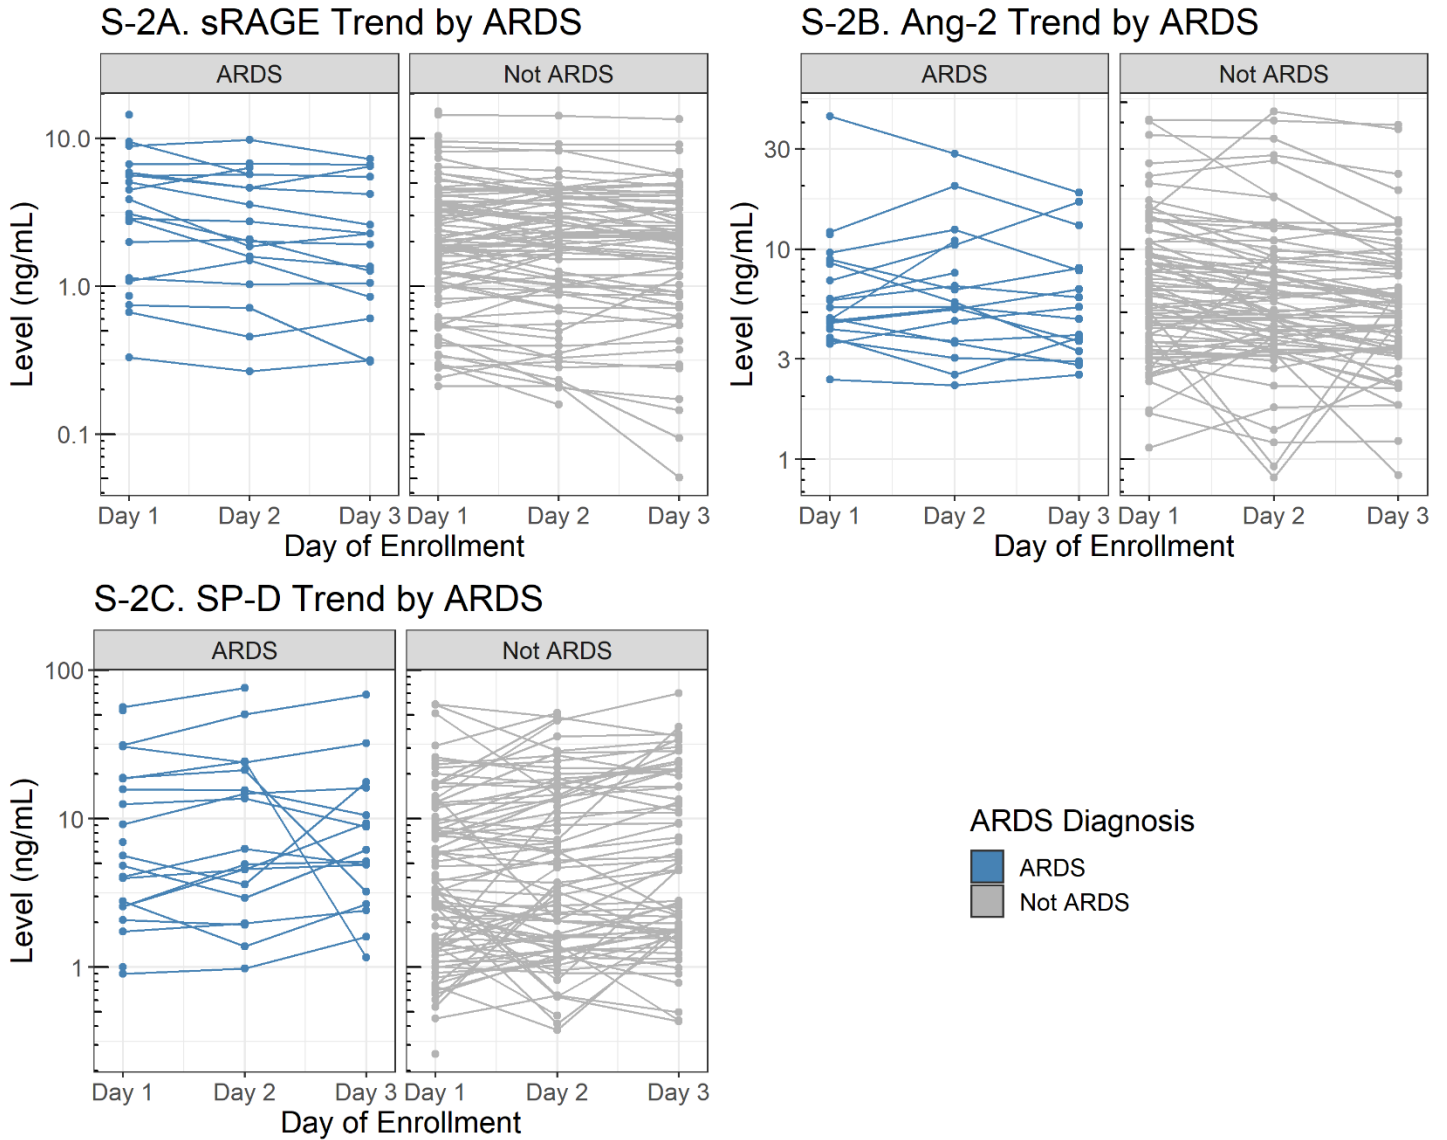 S-2A. sRAGE Trend by ARDS
ARDS
Not ARDS
Level (ng/mL)
10.0
1.0
0.1
Day 1
Day 2
Day 3
Day 1
Day 2
Day 3
Day of Enrollment
S-2B. Ang-2 Trend by ARDS
ARDS
Not ARDS
Level (ng/mL)
30
10
3
1
Day 1
Day 2
Day 3
Day 1
Day 2
Day 3
Day of Enrollment
S-2C. SP-D Trend by ARDS
ARDS
Not ARDS
Level (ng/mL)
100
10
1
Day 1
Day 2
Day 3
Day 1
Day 2
Day 3
Day of Enrollment
ARDS Diagnosis
ARDS
Not ARDS